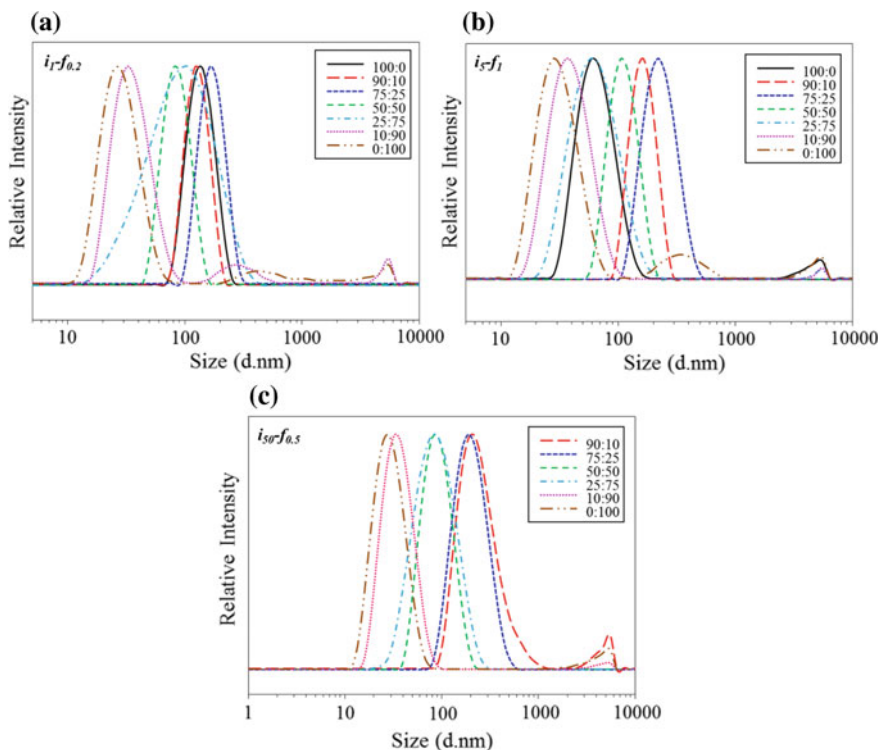 (a)
i1-f0.2
100:0
90:10
75:25
50:50
25:75
10:90
0:100
Relative Intensity
10 100 1000 10000
Size (d.nm)
(b)
i5-f1
100:0
90:10
75:25
50:50
25:75
10:90
0:100
Relative Intensity
10 100 1000 10000
Size (d.nm)
(c)
i50-f0.5
90:10
75:25
50:50
25:75
10:90
0:100
Relative Intensity
1 10 100 1000 10000
Size (d.nm)